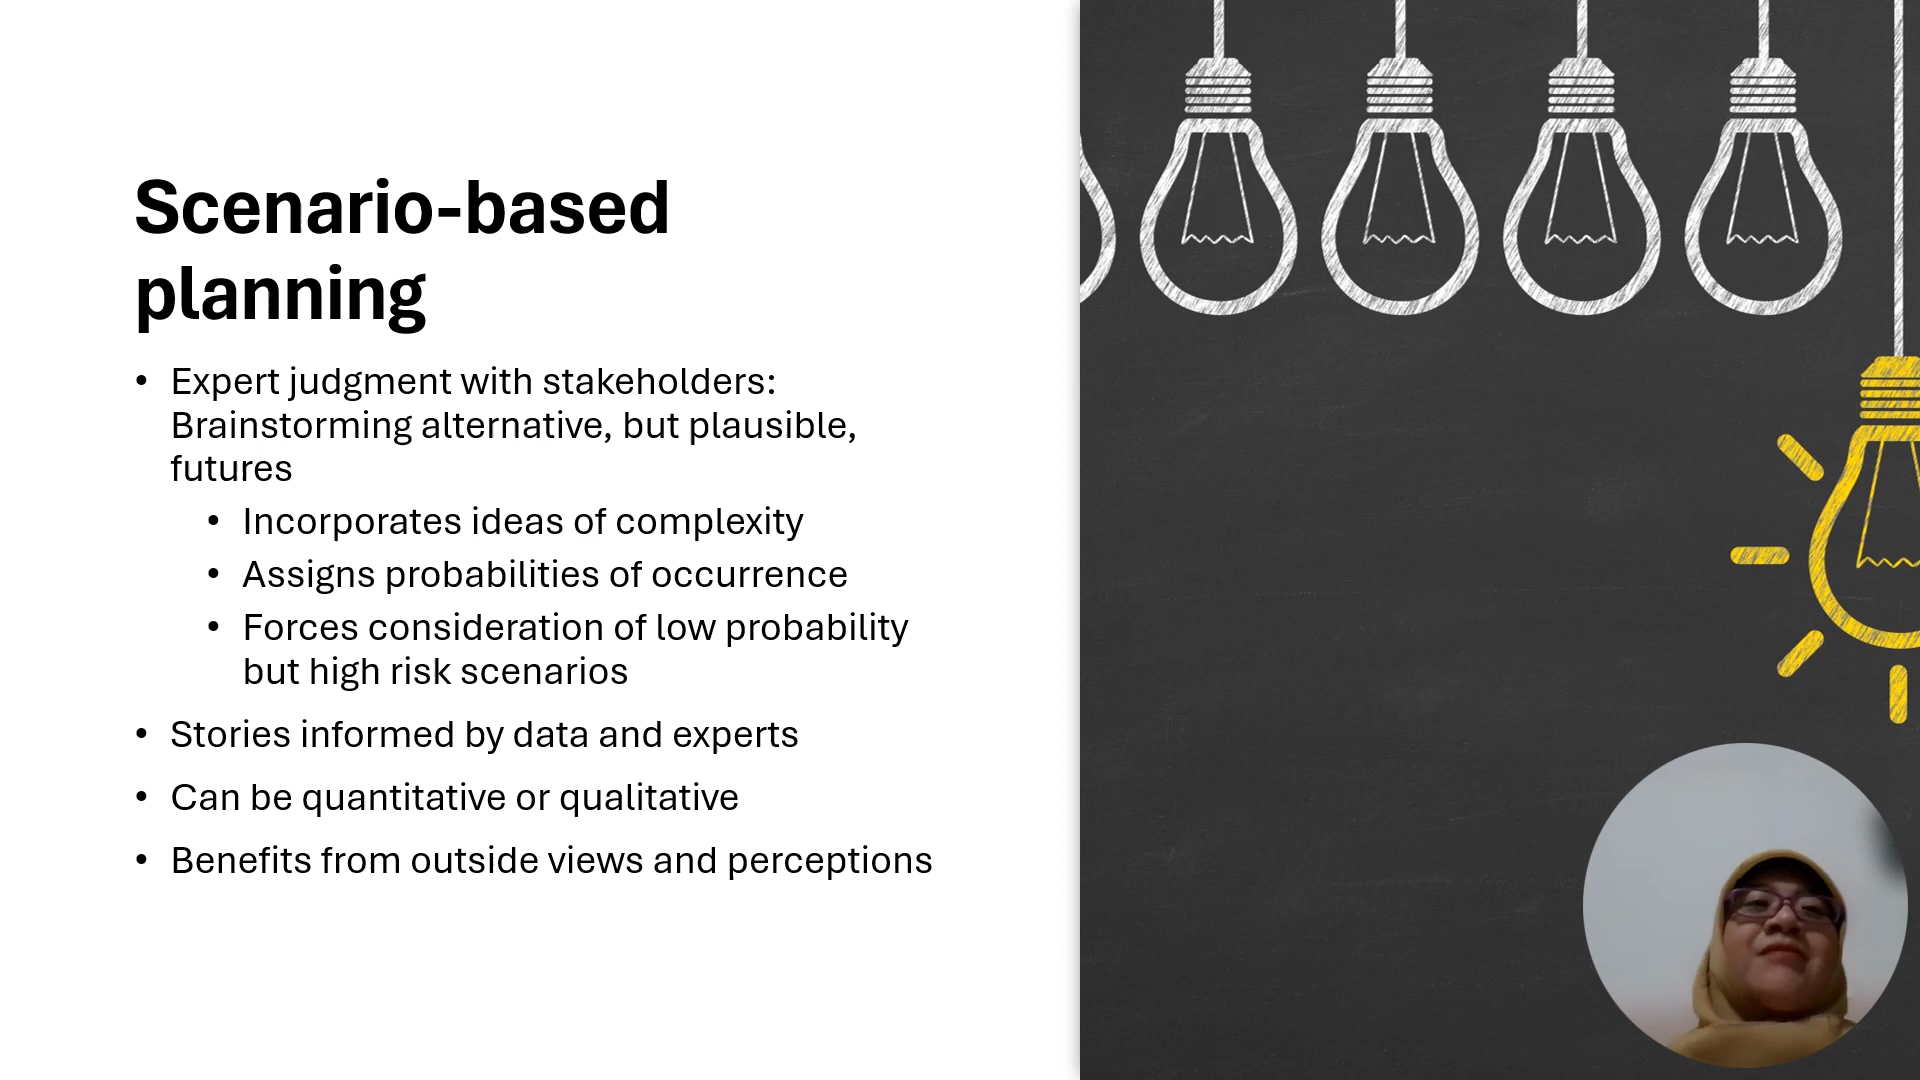 Scenario-based
planning
• Expert judgment with stakeholders:
Brainstorming alternative, but plausible,
futures
• Incorporates ideas of complexity
• Assigns probabilities of occurrence
• Forces consideration of low probability
but high risk scenarios
• Stories informed by data and experts
• Can be quantitative or qualitative
• Benefits from outside views and perceptions